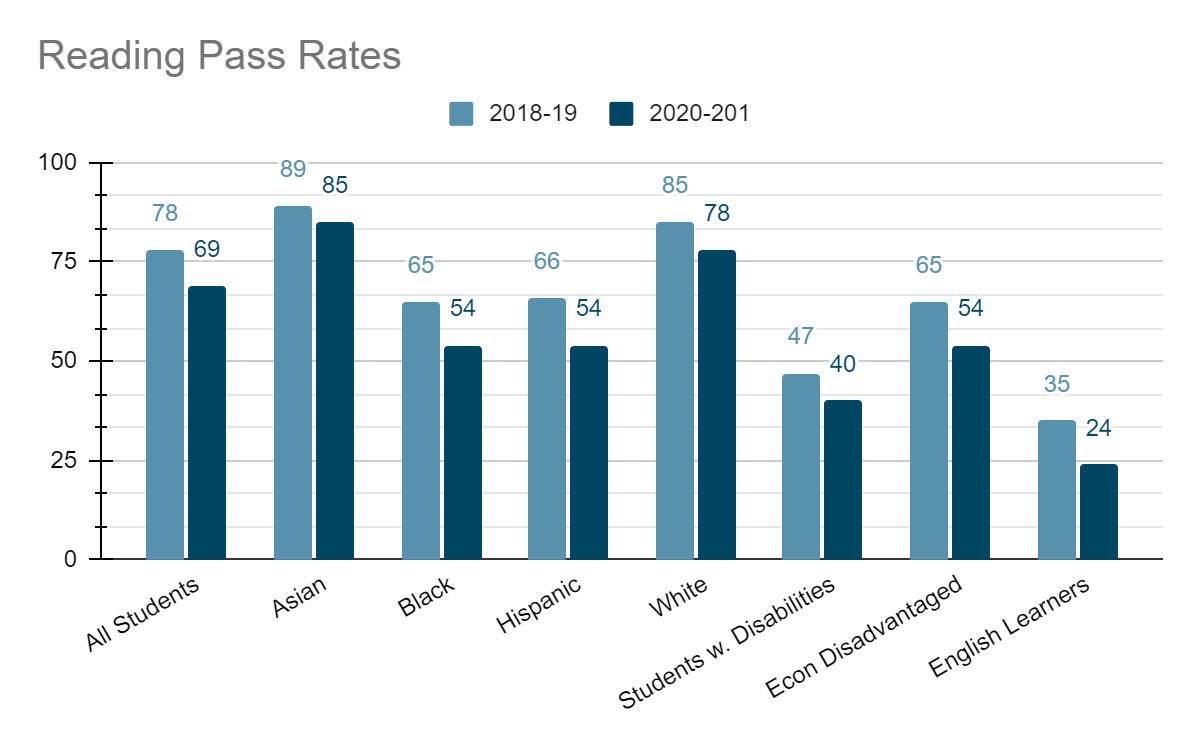 Reading Pass Rates
2018-19 2020-201
100
75
50
25
0
78 69
89 85
65 54
66 54
85 78
47 40
65 54
35 24
All Students
Asian
Black
Hispanic
White
Students w. Disabilities
Econ Disadvantaged
English Learners